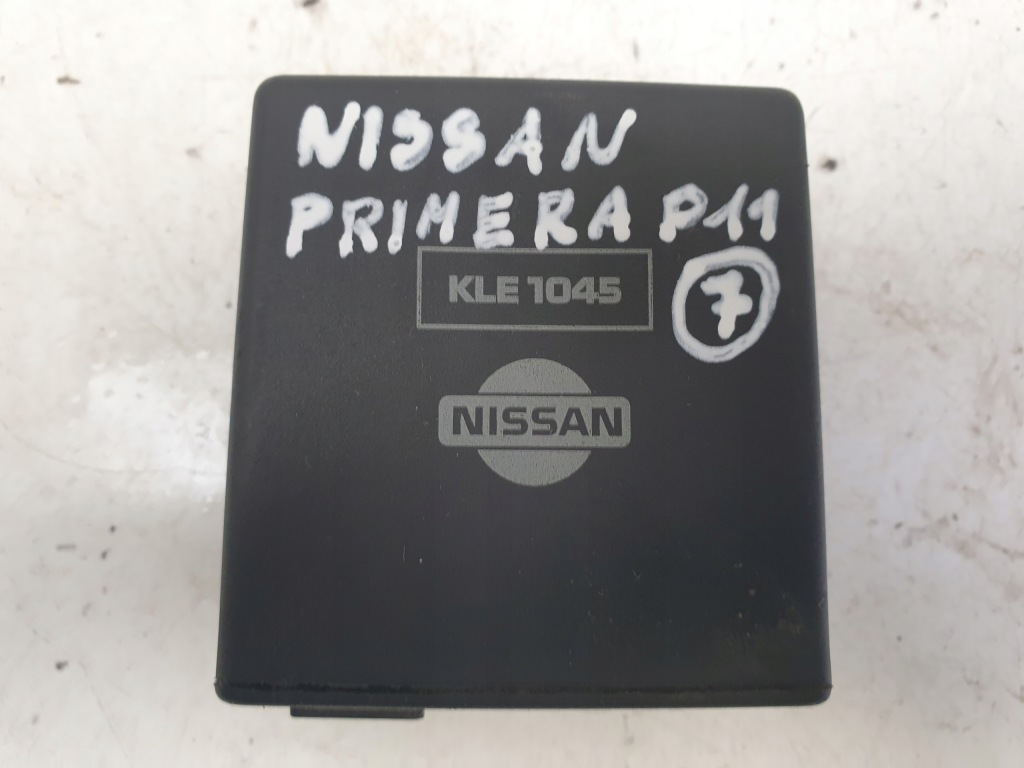 NISSAN
PRIMERA P11
KLE 1045
7
NISSAN